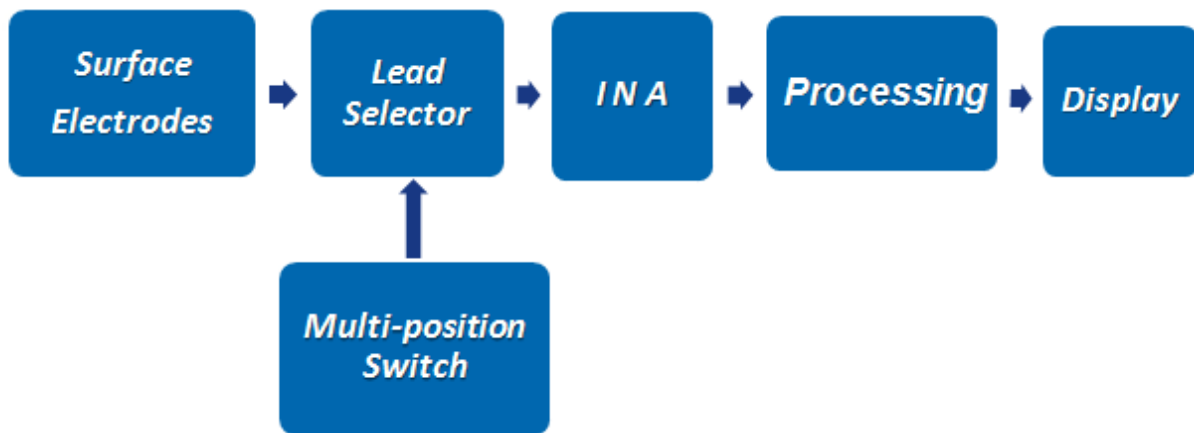 Surface
Electrodes
Lead
Selector
I N A
Processing
Display
Multi-position
Switch